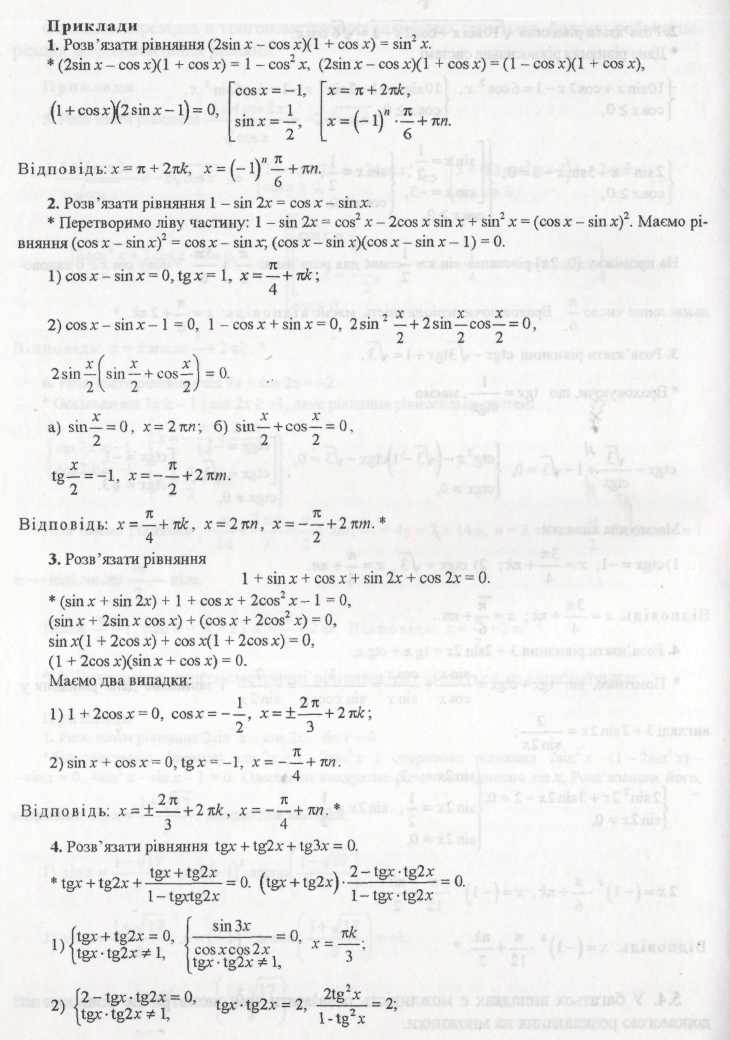 Приклади
1. Розв’язати рівняння (2sin x – cos x)(1 + cos x) = sin² x.
* (2sin x – cos x)(1 + cos x) = 1 – cos² x, (2sin x – cos x)(1 + cos x) = (1 – cos x)(1 + cos x),
(1 + cos x)(2 sin x − 1) = 0, [cos x = −1, sin x = 1/2, [x = π + 2πk, x = (−1)ⁿ · π/6 + πn.
Відповідь: x = π + 2πk, x = (−1)ⁿ π/6 + πn.
2. Розв’язати рівняння 1 – sin 2x = cos x – sin x.
* Перетворимо ліву частину: 1 – sin 2x = cos² x – 2cos x sin x + sin² x = (cos x – sin x)². Маємо рі-
вняння (cos x – sin x)² = cos x – sin x; (cos x – sin x)(cos x – sin x – 1) = 0.
1) cos x – sin x = 0, tg x = 1, x = π/4 + πk;
2) cos x – sin x – 1 = 0, 1 – cos x + sin x = 0, 2 sin² x/2 + 2 sin x/2 cos x/2 = 0,
2 sin x/2 (sin x/2 + cos x/2) = 0.
а) sin x/2 = 0, x = 2πn; б) sin x/2 + cos x/2 = 0,
tg x/2 = −1, x = −π/2 + 2πm.
Відповідь: x = π/4 + πk, x = 2πn, x = −π/2 + 2πm. *
3. Розв’язати рівняння
1 + sin x + cos x + sin 2x + cos 2x = 0.
* (sin x + sin 2x) + 1 + cos x + 2cos² x – 1 = 0,
(sin x + 2sin x cos x) + (cos x + 2cos² x) = 0,
sin x(1 + 2cos x) + cos x(1 + 2cos x) = 0,
(1 + 2cos x)(sin x + cos x) = 0.
Маємо два випадки:
1) 1 + 2cos x = 0, cos x = −1/2, x = ±2π/3 + 2πk;
2) sin x + cos x = 0, tg x = –1, x = −π/4 + πn.
Відповідь: x = ±2π/3 + 2πk, x = −π/4 + πn. *
4. Розв’язати рівняння tgx + tg2x + tg3x = 0.
* tgx + tg2x + (tgx + tg2x)/(1 − tgxtg2x) = 0. (tgx + tg2x) · (2 − tgx · tg2x)/(1 − tgx · tg2x) = 0.
1) {tgx + tg2x = 0, tgx · tg2x ≠ 1, {sin 3x/(cos x cos 2x) = 0, tgx · tg2x ≠ 1, x = πk/3;
2) {2 − tgx · tg2x = 0, tgx · tg2x ≠ 1, tgx · tg2x = 2, 2tg²x/(1 - tg²x) = 2;